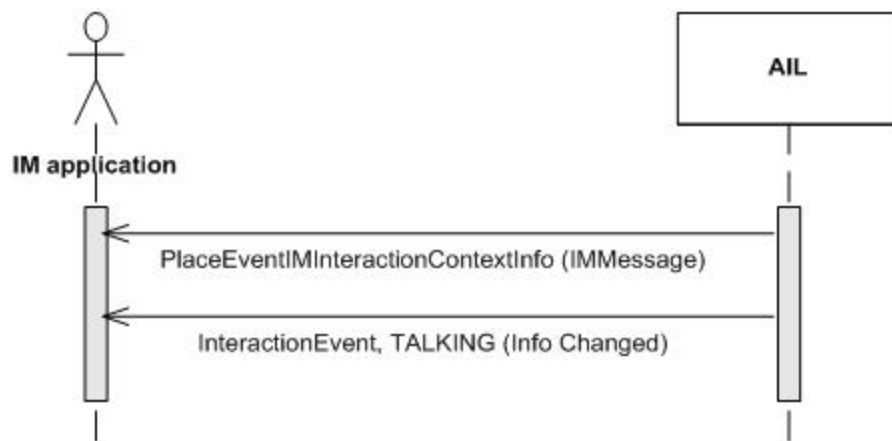 AIL
IM application
PlaceEventIMInteractionContextInfo (IMMessage)
InteractionEvent, TALKING (Info Changed)